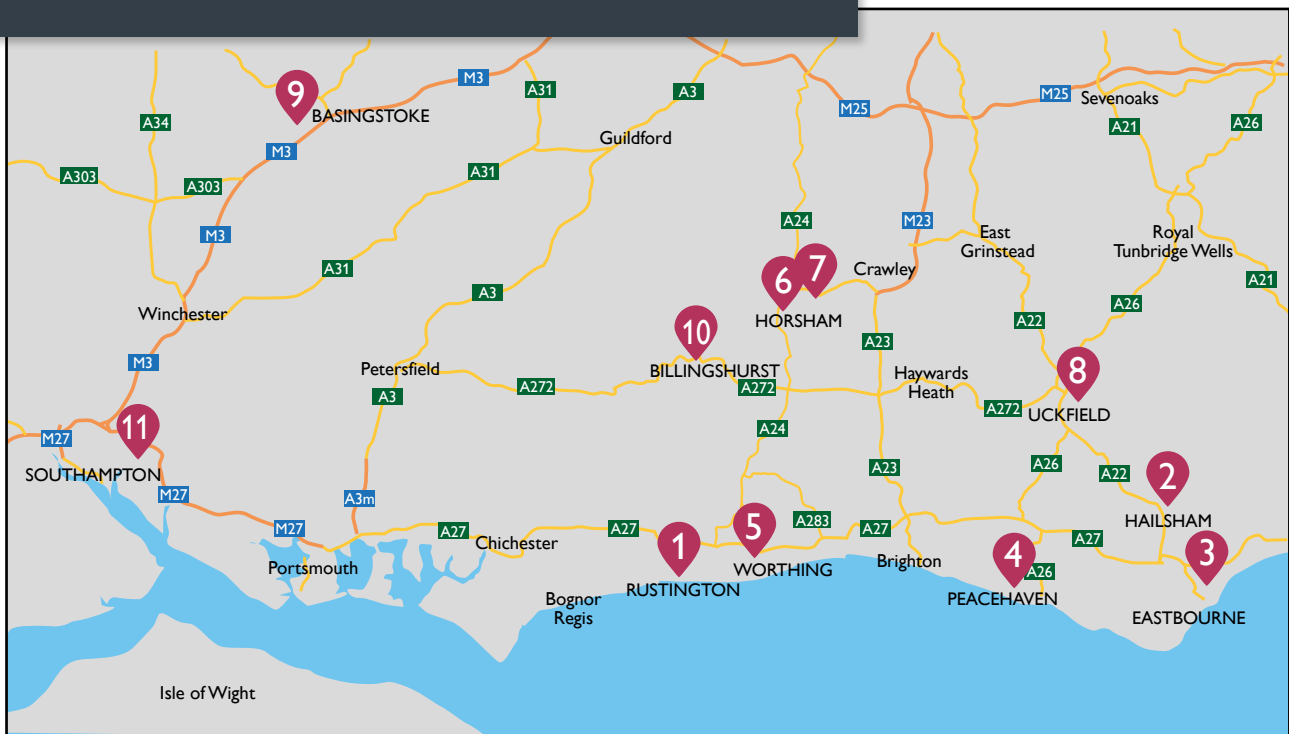 M3
9
BASINGSTOKE
A31
A3
M25
M25
Sevenoaks
A34
Guildford
A21
A26
M3
A303
A303
A31
M3
A24
M23
East
Grinstead
Royal
Tunbridge Wells
A31
6
7
Crawley
A21
A3
A26
Winchester
HORSHAM
A22
10
A23
M3
Petersfield
BILLINGSHURST
Haywards
Heath
8
A3
A272
A272
A272
UCKFIELD
11
M27
A24
SOUTHAMPTON
A23
A26
A22
2
M27
A3m
HAILSHAM
M27
A27
Chichester
A27
1
5
A283
A27
A27
Portsmouth
WORTHING
Brighton
4
A26
3
RUSTINGTON
PEACEHAVEN
Bognor
Regis
EASTBOURNE
Isle of Wight